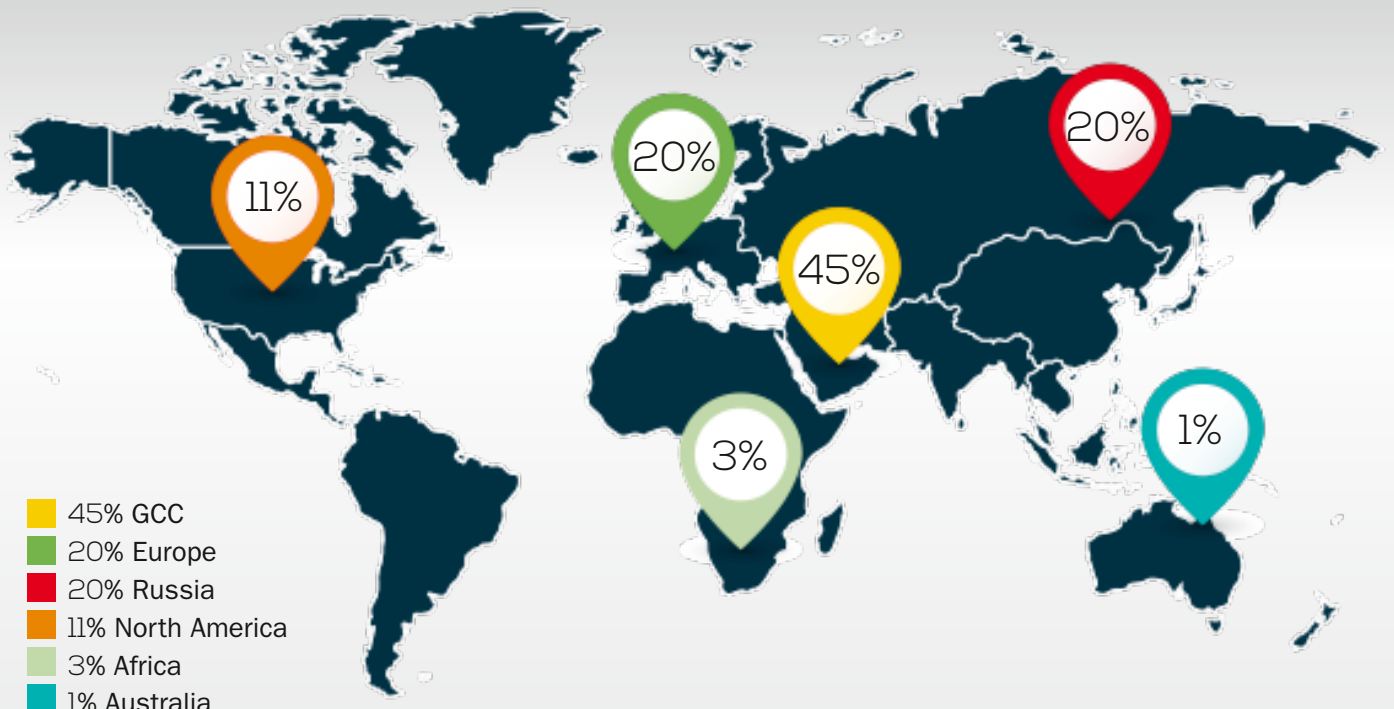 20%
20%
11%
45%
1%
3%
45% GCC
20% Europe
20% Russia
11% North America
3% Africa
1% Australia